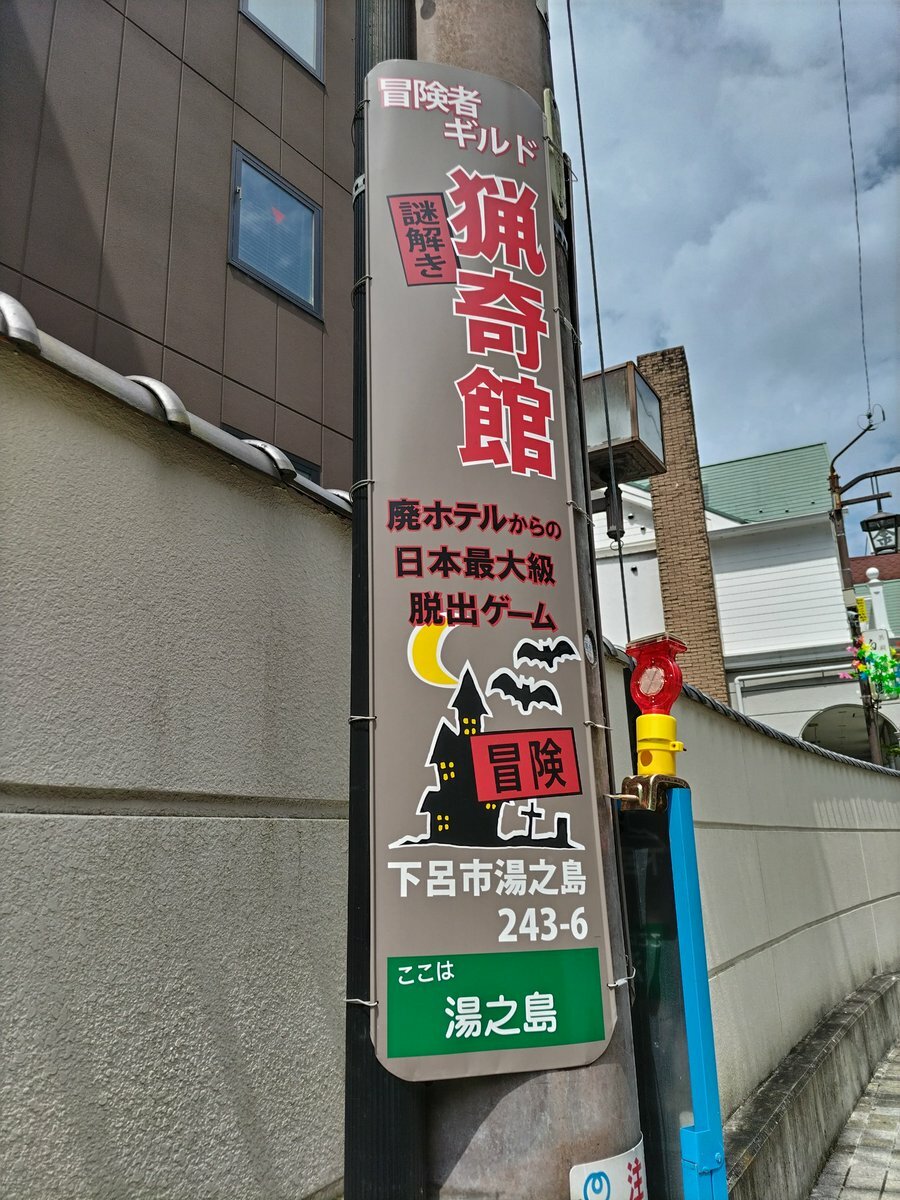 冒険者
ギルド
謎解き
猟奇館
廃ホテルからの
日本最大級
脱出ゲーム
冒険
下呂市湯之島
243-6
ここは
湯之島
注